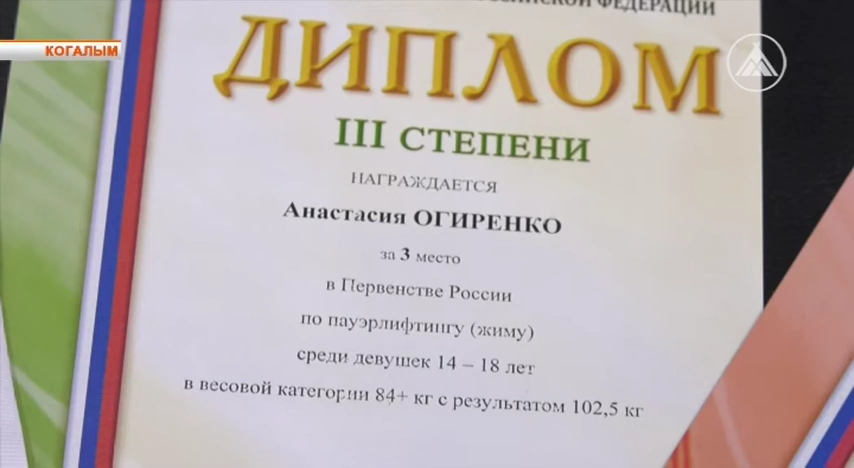 КОГАЛЫМ
ФЕДЕРАЦИИ
ДИПЛОМ
III СТЕПЕНИ
НАГРАЖДАЕТСЯ
Анастасия ОГИРЕНКО
за 3 место
в Первенстве России
по пауэрлифтингу (жиму)
среди девушек 14 – 18 лет
в весовой категории 84+ кг с результатом 102,5 кг